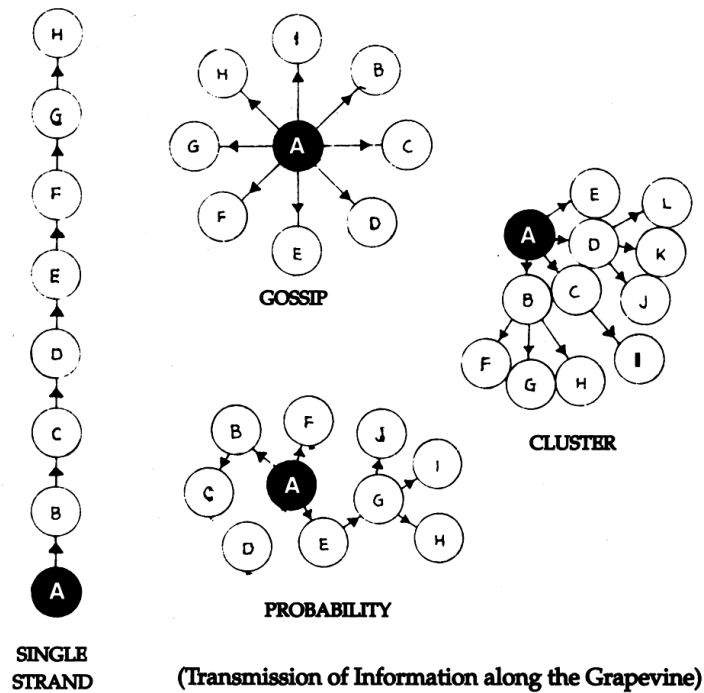 H
G
F
E
D
C
B
A
SINGLE
STRAND
I
H
B
G
A
C
F
D
E
GOSSIP
E
L
A
D
K
B
C
J
F
G
H
I
CLUSTER
B
F
J
I
C
A
G
D
E
H
PROBABILITY
(Transmission of Information along the Grapevine)